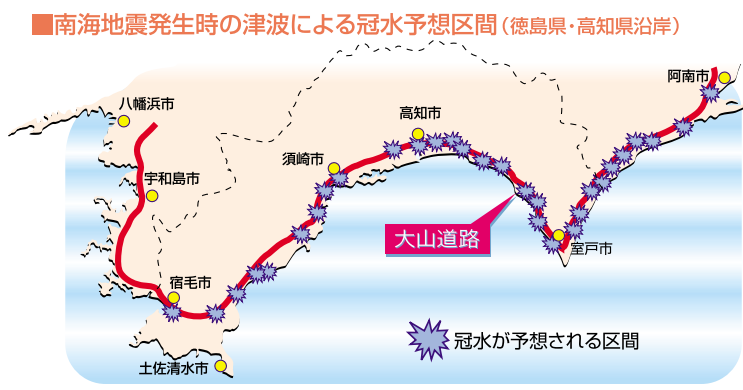 ■南海地震発生時の津波による冠水予想区間（徳島県・高知県沿岸）
阿南市
八幡浜市
高知市
須崎市
宇和島市
大山道路
室戸市
宿毛市
冠水が予想される区間
土佐清水市